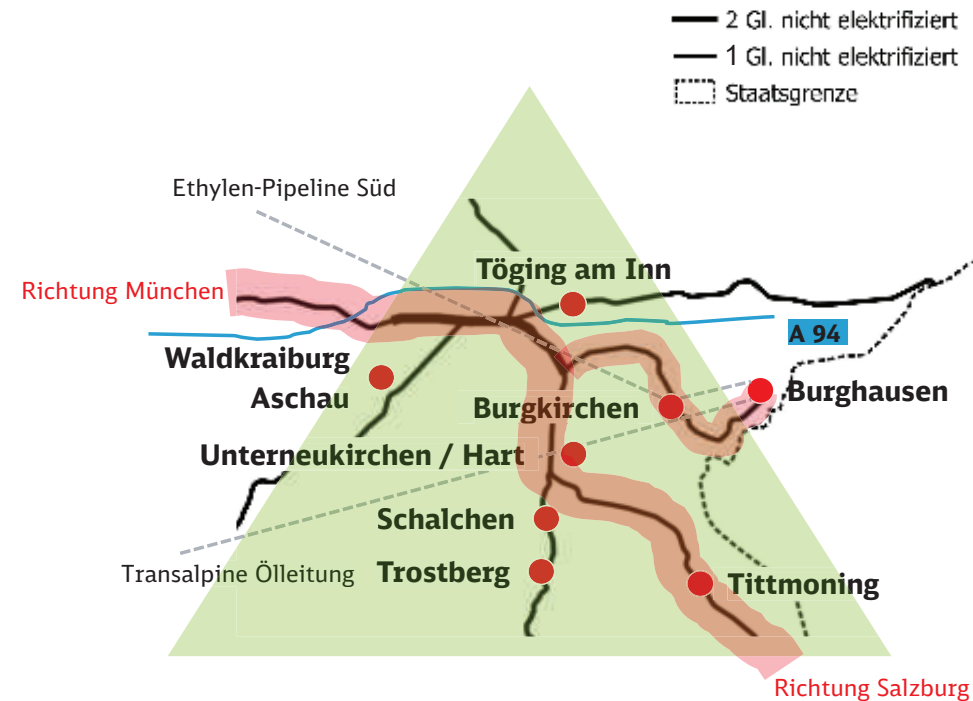 2 Gl. nicht elektrifiziert
1 Gl. nicht elektrifiziert
Staatsgrenze
Ethylen-Pipeline Süd
Töging am Inn
Richtung München
A 94
Waldkraiburg
Aschau
Burghausen
Burgkirchen
Unterneukirchen / Hart
Schalchen
Transalpine Ölleitung
Trostberg
Tittmoning
Richtung Salzburg